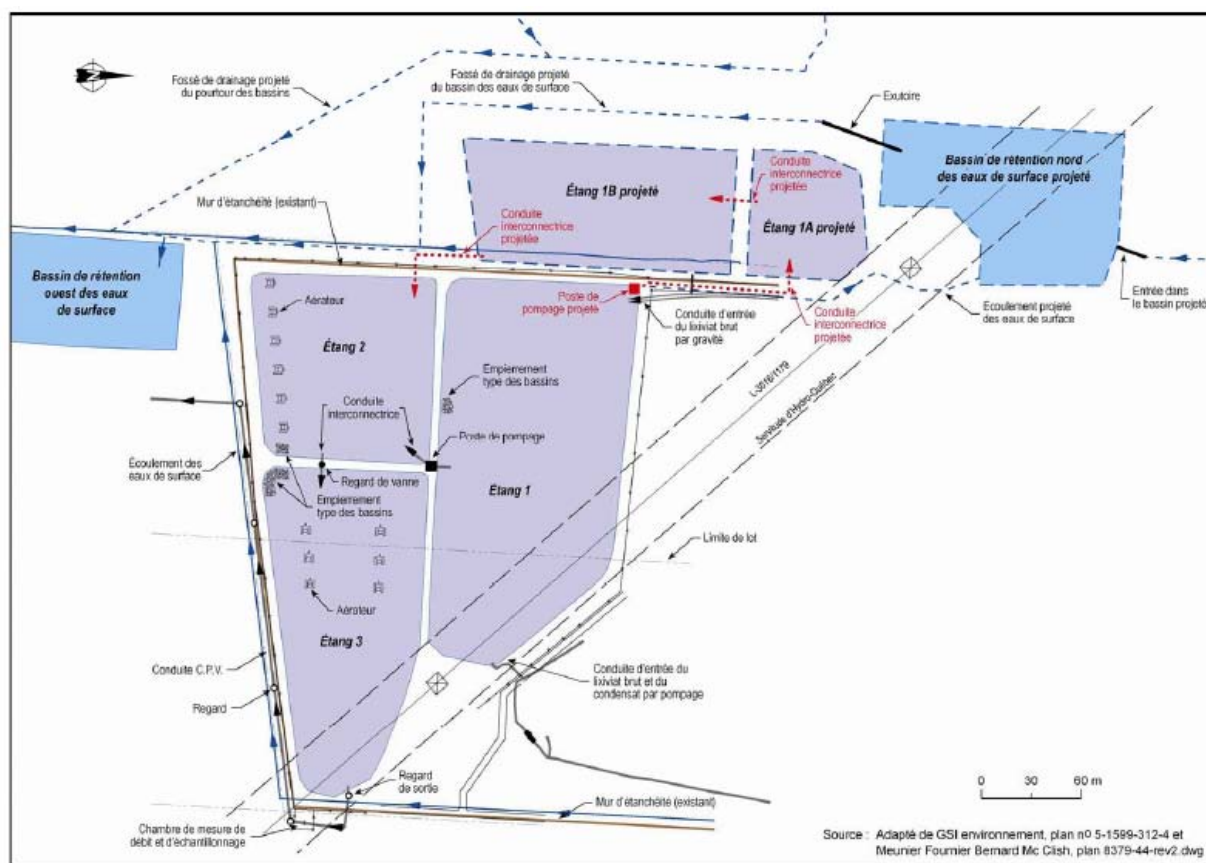 Fossé de drainage projeté
du pourtour des bassins
Fossé de drainage projeté
du bassin des eaux de surface
Exutoire
Bassin de rétention nord
des eaux de surface projeté
Étang 1B projeté
Conduite
interconnectrice
projetée
Étang 1A projeté
Mur d'étanchéité (existant)
Conduite
interconnectrice
projetée
Bassin de rétention
ouest des eaux
de surface
Aérateur
Étang 2
Poste de
pompage projeté
Conduite d'entrée
du lixiviat brut
par gravité
Conduite
interconnectrice
projetée
Ecoulement projeté
des eaux de surface
Entrée dans
le bassin projeté
Empierrement
type des bassins
L-3016/1179
Servitude d'Hydro-Québec
Conduite
interconnectrice
Poste de pompage
Écoulement des
eaux de surface
Regard de vanne
Étang 1
Empierrement
type des bassins
Limite de lot
Aérateur
Étang 3
Conduite C.P.V.
Conduite d'entrée du
lixiviat brut et du
condensat par pompage
Regard
Regard
de sortie
0 30 60 m
Mur d'étanchéité (existant)
Chambre de mesure de
débit et d'échantillonnage
Source : Adapté de GSI environnement, plan nº 5-1599-312-4 et
Meunier Fournier Bernard Mc Clish, plan 8379-44-rev2.dwg